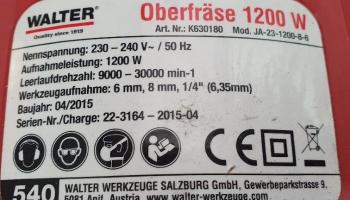 WALTER
Quality since 1919
Oberfräse 1200 W
Art.Nr.: K630180 Mod. JA-23-1200-8-6
Nennspannung: 230 - 240 V~ / 50 Hz
Aufnahmeleistung: 1200 W
Leerlaufdrehzahl: 9000 - 30000 min-1
Werkzeugaufnahme: 6 mm, 8 mm, 1/4" (6,35mm)
Baujahr: 04/2015
Serien-Nr./Charge: 22-3164 - 2015-04
CE
540
WALTER WERKZEUGE SALZBURG GmbH, Gewerbeparkstrasse 9,
5081 Anif, Austria www.walter-werkzeuge.com